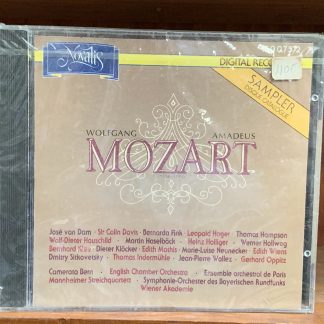 Novalis
DIGITAL RECO
SAMPLER
DISQUE CATALOGUE
WOLFGANG AMADEUS
MOZART
José van Dam · Sir Colin Davis · Bernarda Fink · Leopold Hager · Thomas Hampson
Wolf-Dieter Hauschild · Martin Haselböck · Heinz Holliger · Werner Hollweg
Bernhard Klee · Dieter Klöcker · Edith Mathis · Marie-Luise Neunecker · Edith Wiens
Dmitry Sitkovetsky · Thomas Indermühle · Jean-Pierre Wallez · Gerhard Oppitz
Camerata Bern · English Chamber Orchestra · Ensemble orchestral de Paris
Mannheimer Streichquartett · Symphonie-Orchester des Bayerischen Rundfunks
Wiener Akademie